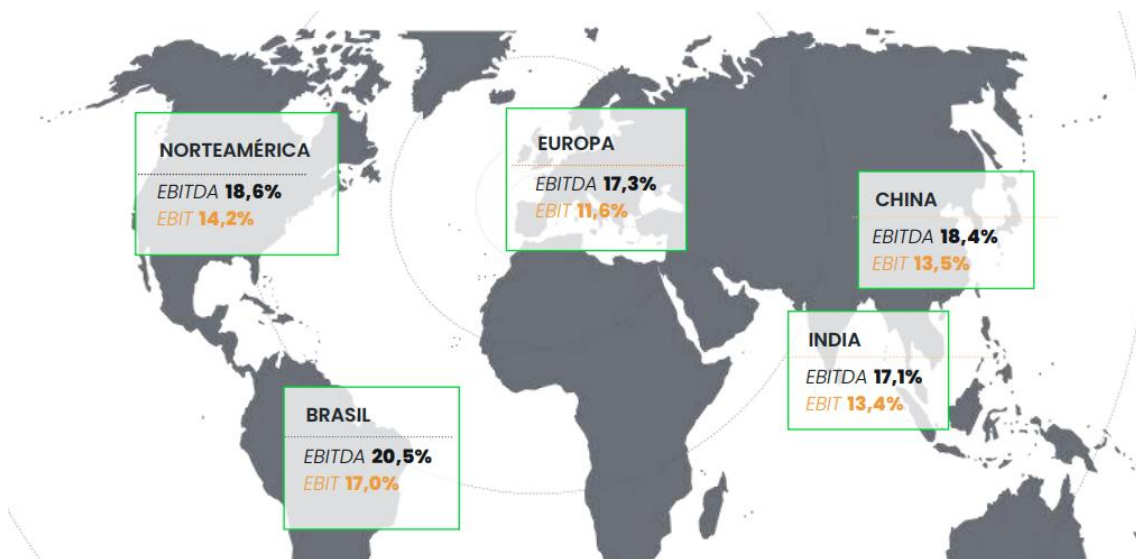 NORTEAMÉRICA
EBITDA 18,6%
EBIT 14,2%
EUROPA
EBITDA 17,3%
EBIT 11,6%
CHINA
EBITDA 18,4%
EBIT 13,5%
INDIA
EBITDA 17,1%
EBIT 13,4%
BRASIL
EBITDA 20,5%
EBIT 17,0%